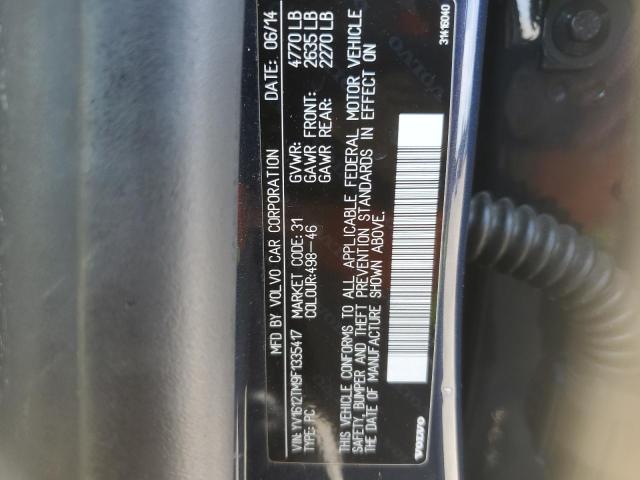 MFD BY VOLVO CAR CORPORATION DATE: 06/14
VIN: YV1612TM9F1335417 GVWR: 4770 LB
TYPE: PC MARKET CODE: 31 GAWR FRONT: 2635 LB
COLOUR:498-46 GAWR REAR: 2270 LB
THIS VEHICLE CONFORMS TO ALL APPLICABLE FEDERAL MOTOR VEHICLE
SAFETY, BUMPER AND THEFT PREVENTION STANDARDS IN EFFECT ON
THE DATE OF MANUFACTURE SHOWN ABOVE.
VOLVO 31416040